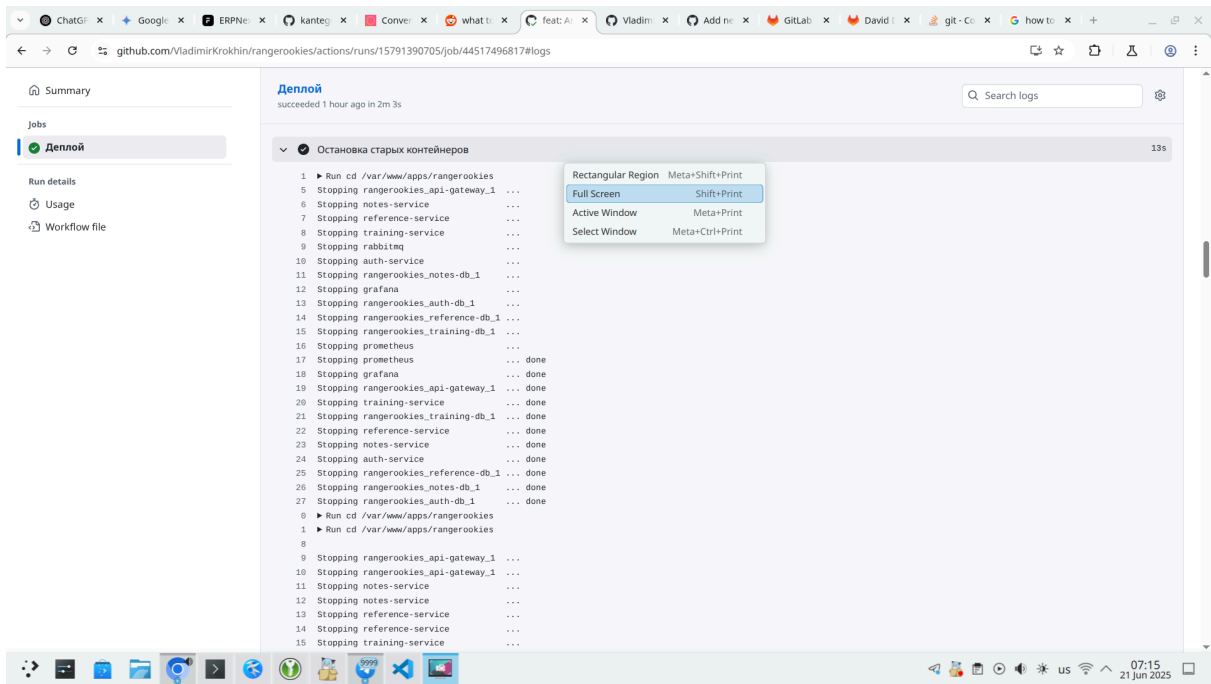 ChatGP
Google
ERPNe
kanteg
Conver
what to
feat: A
Vladim
Add ne
GitLab
David
git - Co
how to
github.com/VladimirKrokhin/rangerookies/actions/runs/15791390705/job/44517496817#logs
Summary
Jobs
Деплой
Run details
Usage
Workflow file
Деплой
succeeded 1 hour ago in 2m 3s
Search logs
Остановка старых контейнеров 13s
1 Run cd /var/www/apps/rangerookies
5 Stopping rangerookies_api-gateway_1 ...
6 Stopping notes-service ...
7 Stopping reference-service ...
8 Stopping training-service ...
9 Stopping rabbitmq ...
10 Stopping auth-service ...
11 Stopping rangerookies_notes-db_1 ...
12 Stopping grafana ...
13 Stopping rangerookies_auth-db_1 ...
14 Stopping rangerookies_reference-db_1 ...
15 Stopping rangerookies_training-db_1 ...
16 Stopping prometheus ...
17 Stopping prometheus ... done
18 Stopping grafana ... done
19 Stopping rangerookies_api-gateway_1 ... done
20 Stopping training-service ... done
21 Stopping rangerookies_training-db_1 ... done
22 Stopping reference-service ... done
23 Stopping notes-service ... done
24 Stopping auth-service ... done
25 Stopping rangerookies_reference-db_1 ... done
26 Stopping rangerookies_notes-db_1 ... done
27 Stopping rangerookies_auth-db_1 ... done
0 Run cd /var/www/apps/rangerookies
1 Run cd /var/www/apps/rangerookies
8
9 Stopping rangerookies_api-gateway_1 ...
10 Stopping rangerookies_api-gateway_1 ...
11 Stopping notes-service ...
12 Stopping notes-service ...
13 Stopping reference-service ...
14 Stopping reference-service ...
15 Stopping training-service ...
Rectangular Region Meta+Shift+Print
Full Screen Shift+Print
Active Window Meta+Print
Select Window Meta+Ctrl+Print
9999
us
07:15
21 Jun 2025